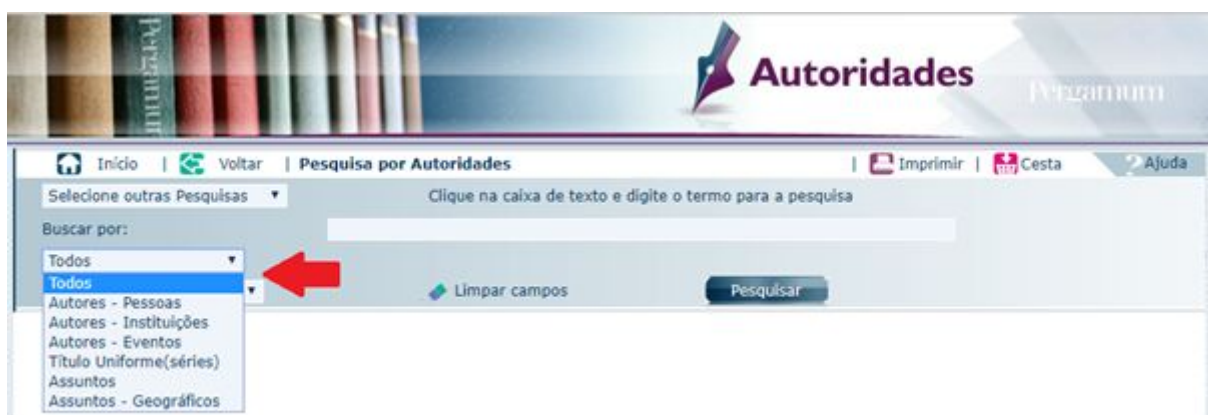 Pergamum
Autoridades
Pergamum
Início | Voltar | Pesquisa por Autoridades | Imprimir | Cesta ? Ajuda
Selecione outras Pesquisas Clique na caixa de texto e digite o termo para a pesquisa
Buscar por:
Todos
Todos
Limpar campos Pesquisar
Autores - Pessoas
Autores - Instituições
Autores - Eventos
Título Uniforme(séries)
Assuntos
Assuntos - Geográficos